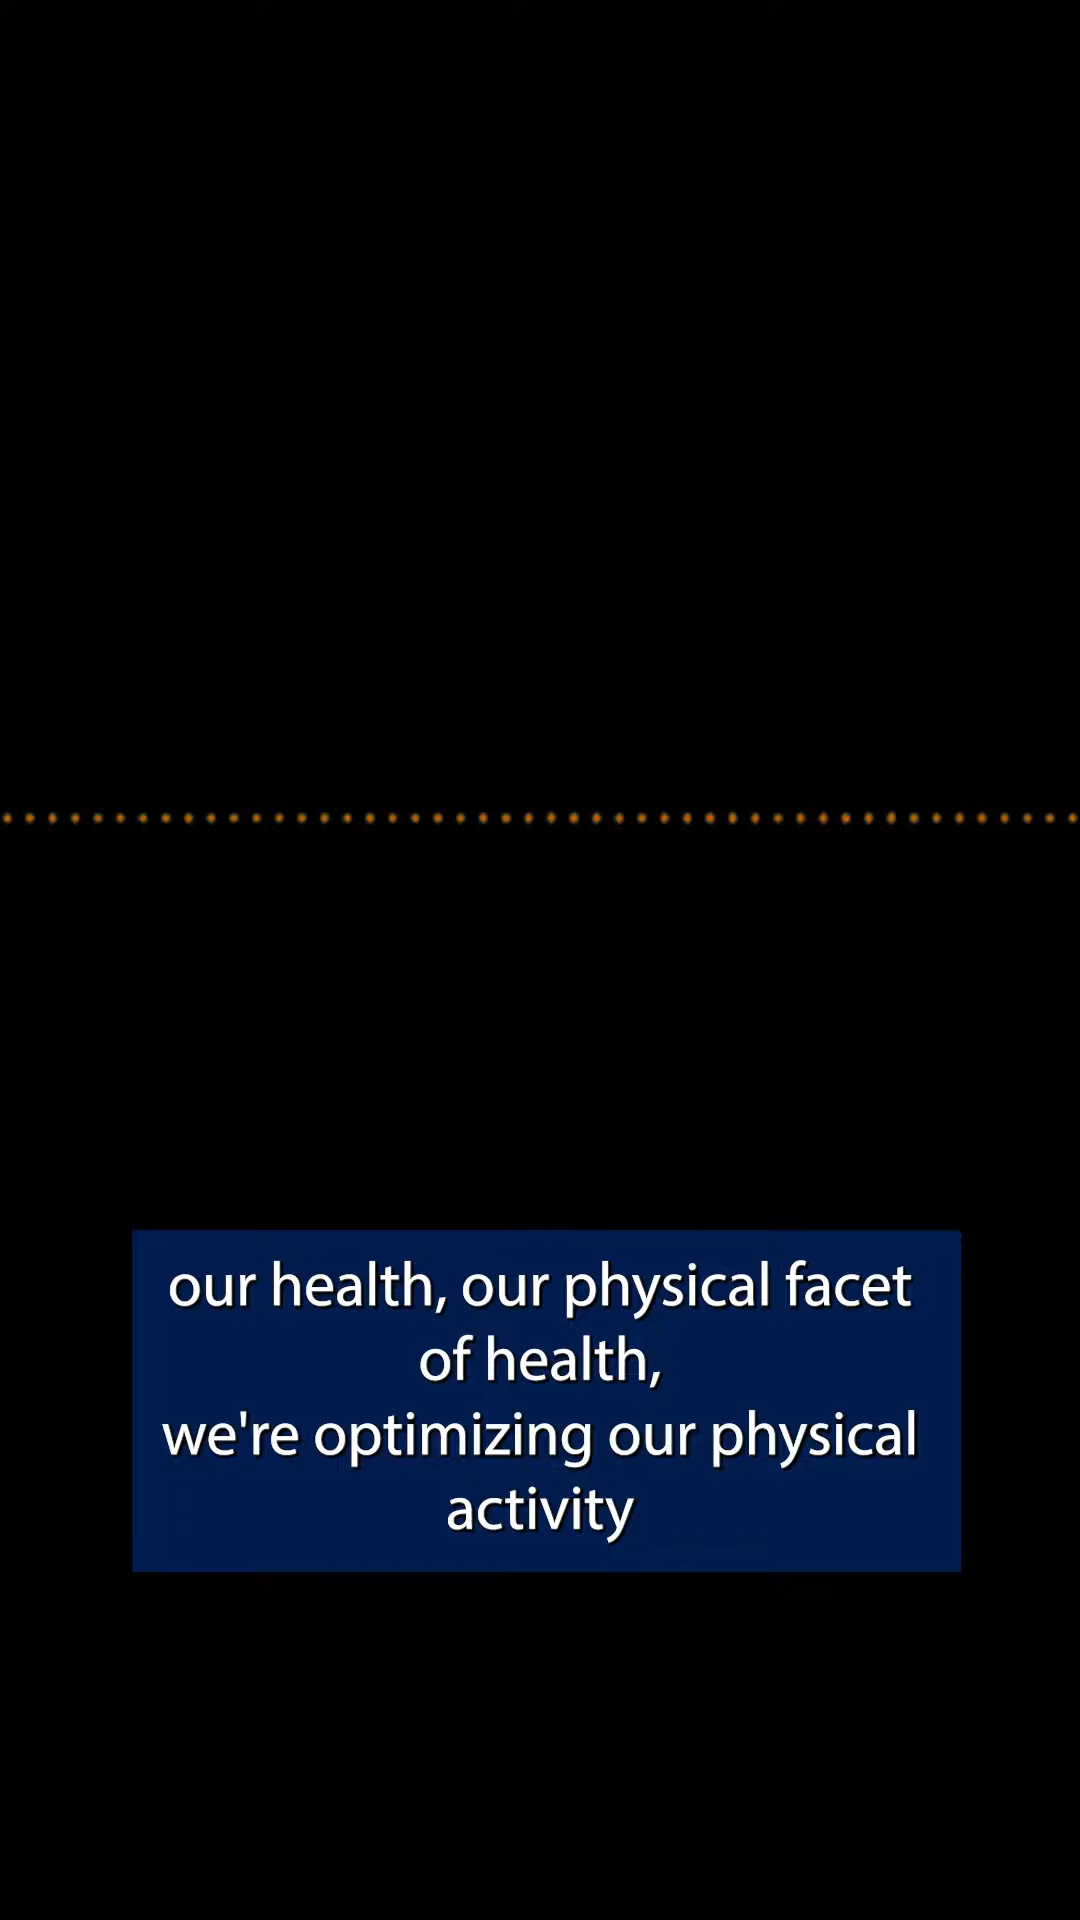 our health, our physical facet
of health,
we're optimizing our physical
activity